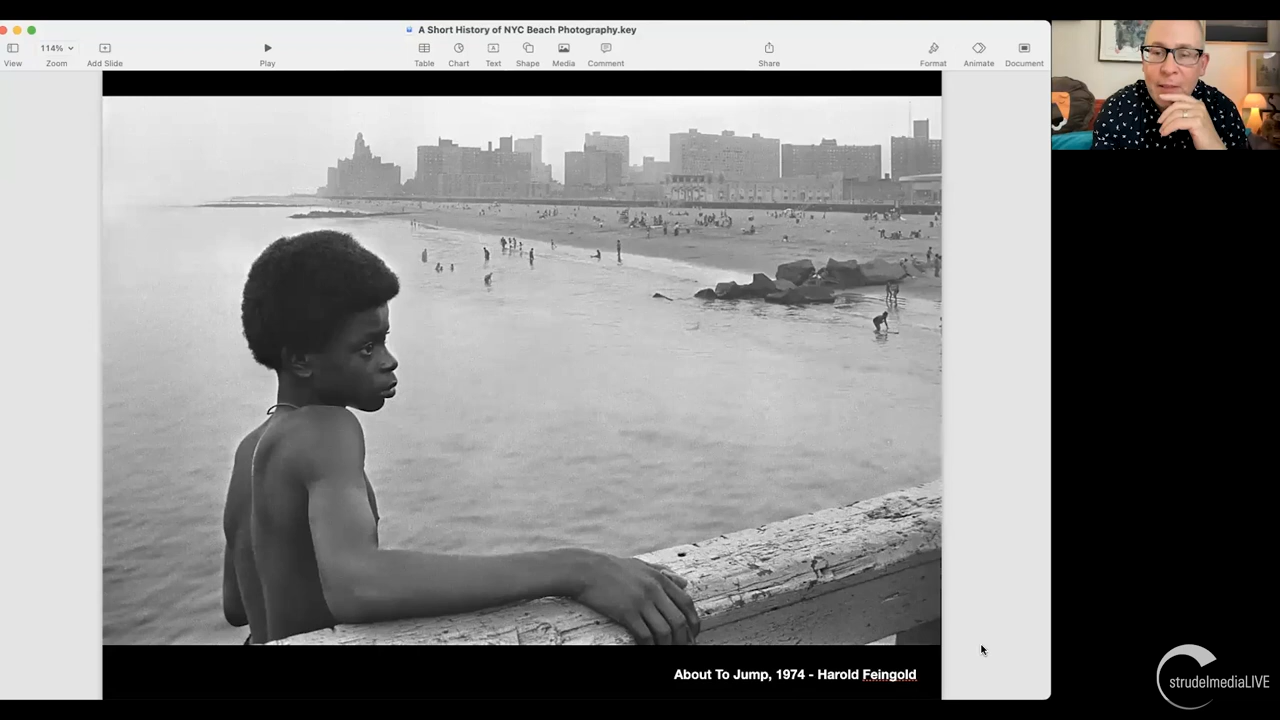 A Short History of NYC Beach Photography.key
114%
View
Zoom
Add Slide
Play
Table
Chart
Text
Shape
Media
Comment
Share
Format
Animate
Document
About To Jump, 1974 - Harold Feingold
strudelmediaLIVE